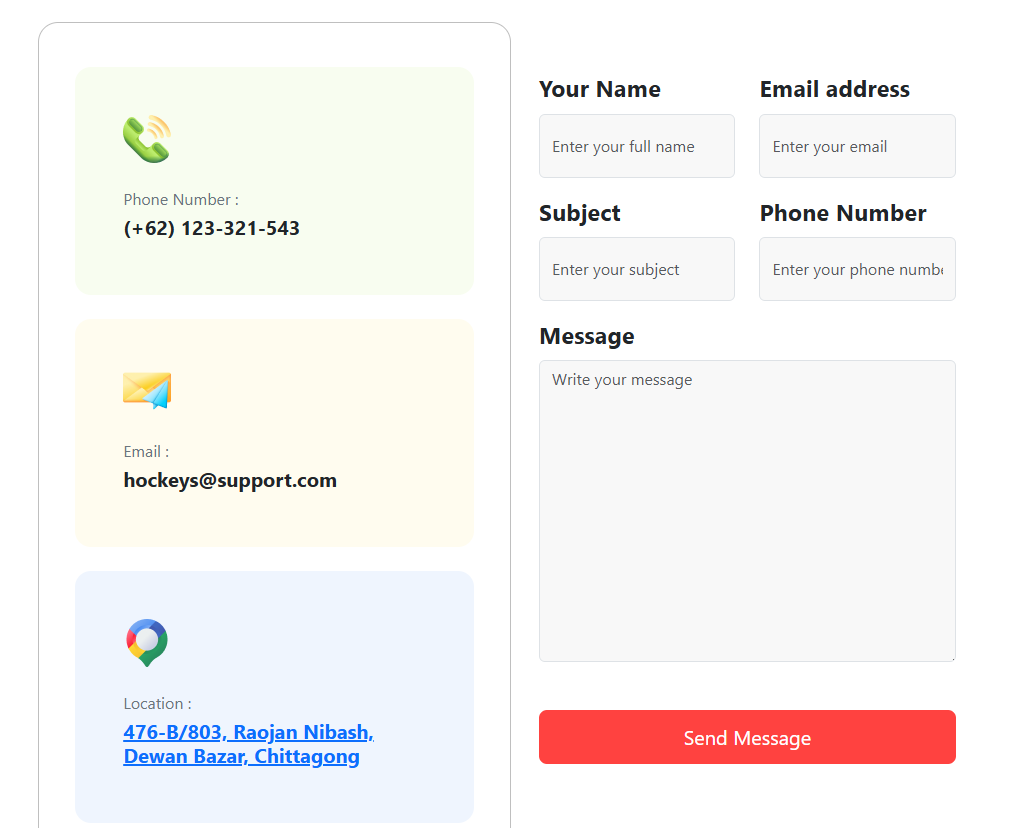 Phone Number :
(+62) 123-321-543
Email :
hockeys@support.com
Location :
476-B/803, Raojan Nibash,
Dewan Bazar, Chittagong
Your Name
Enter your full name
Email address
Enter your email
Subject
Enter your subject
Phone Number
Enter your phone numbe
Message
Write your message
Send Message